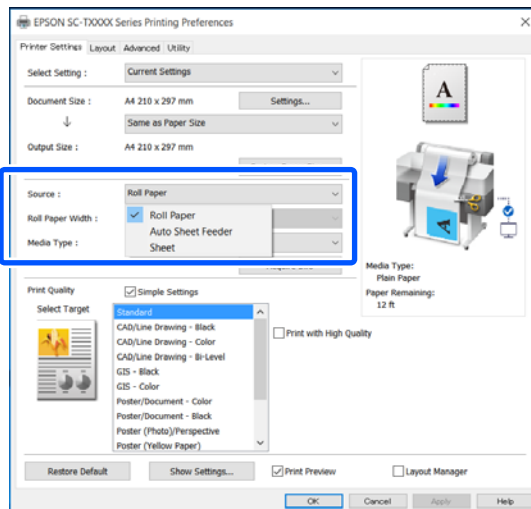 EPSON SC-TXXXX Series Printing Preferences
Printer Settings Layout Advanced Utility
Select Setting : Current Settings
Document Size : A4 210 x 297 mm Settings...
Same as Paper Size
Output Size : A4 210 x 297 mm
Source : Roll Paper
Roll Paper Width :
Roll Paper
Auto Sheet Feeder
Sheet
Media Type :
A
A
Media Type:
Plain Paper
Paper Remaining:
12 ft
Print Quality Simple Settings
Select Target
Standard
CAD/Line Drawing - Black
CAD/Line Drawing - Color
CAD/Line Drawing - Bi-Level
GIS - Black
GIS - Color
Poster/Document - Color
Poster/Document - Black
Poster (Photo)/Perspective
Poster (Yellow Paper)
Print with High Quality
Restore Default Show Settings... Print Preview Layout Manager
OK Cancel Apply Help